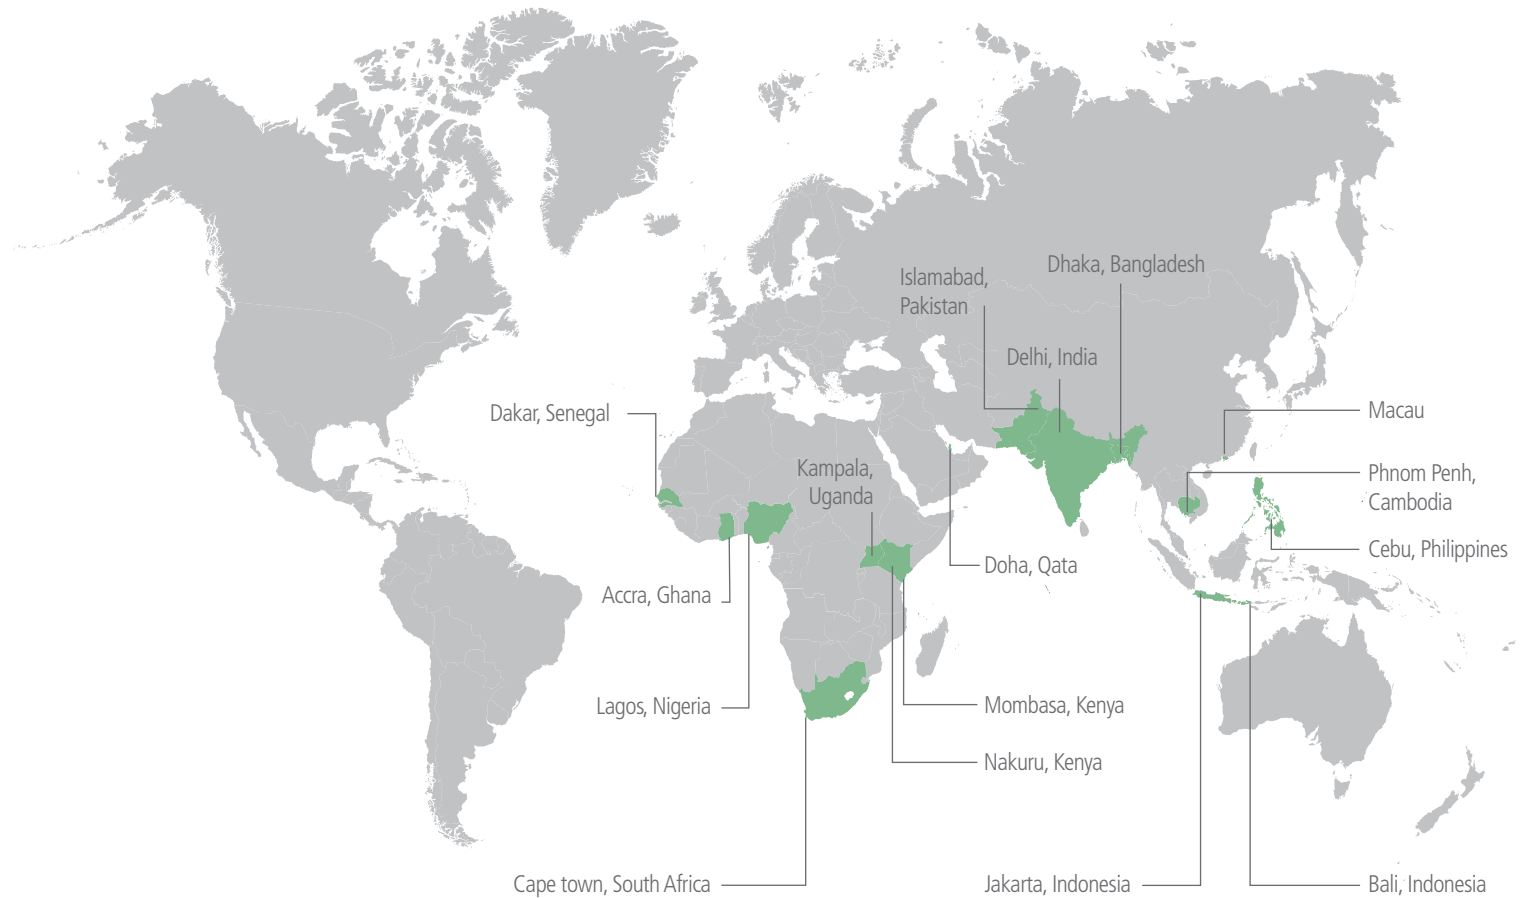 Dhaka, Bangladesh
Islamabad,
Pakistan
Delhi, India
Dakar, Senegal
Macau
Kampala,
Uganda
Phnom Penh,
Cambodia
Cebu, Philippines
Doha, Qata
Accra, Ghana
Lagos, Nigeria
Mombasa, Kenya
Nakuru, Kenya
Cape town, South Africa
Jakarta, Indonesia
Bali, Indonesia